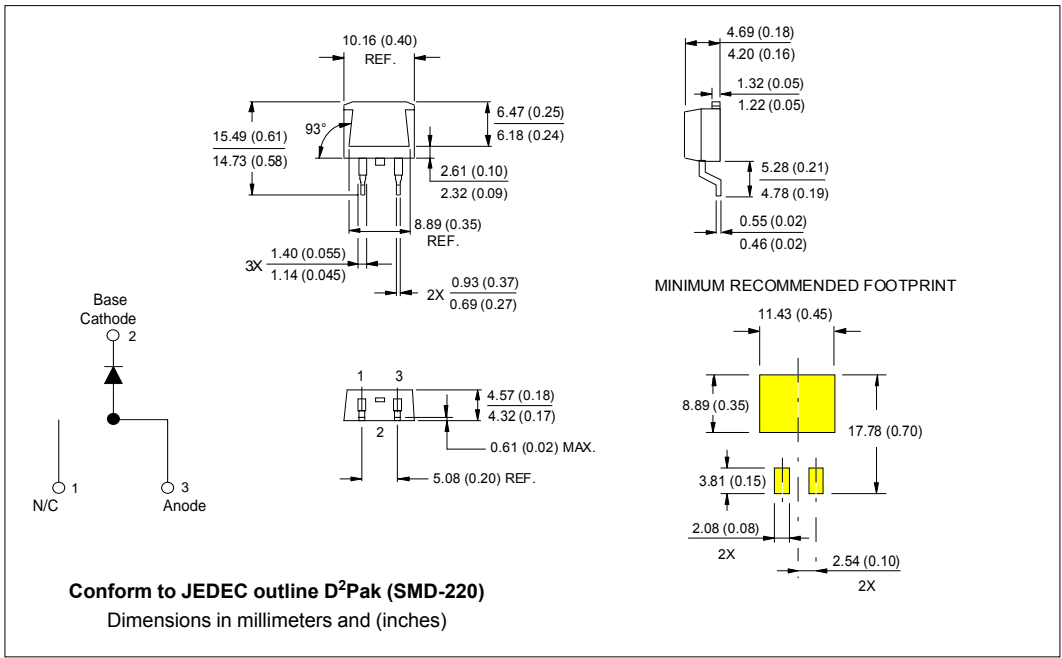 10.16 (0.40)
REF.
4.69 (0.18)
4.20 (0.16)
1.32 (0.05)
1.22 (0.05)
93°
6.47 (0.25)
6.18 (0.24)
15.49 (0.61)
14.73 (0.58)
2.61 (0.10)
2.32 (0.09)
5.28 (0.21)
4.78 (0.19)
8.89 (0.35)
REF.
0.55 (0.02)
0.46 (0.02)
3X
1.40 (0.055)
1.14 (0.045)
2X
0.93 (0.37)
0.69 (0.27)
MINIMUM RECOMMENDED FOOTPRINT
11.43 (0.45)
Base
Cathode
2
1 3
4.57 (0.18)
4.32 (0.17)
2
0.61 (0.02) MAX.
5.08 (0.20) REF.
8.89 (0.35)
17.78 (0.70)
3.81 (0.15)
2.08 (0.08)
2X
2.54 (0.10)
2X
1
N/C
3
Anode
Conform to JEDEC outline D²Pak (SMD-220)
Dimensions in millimeters and (inches)